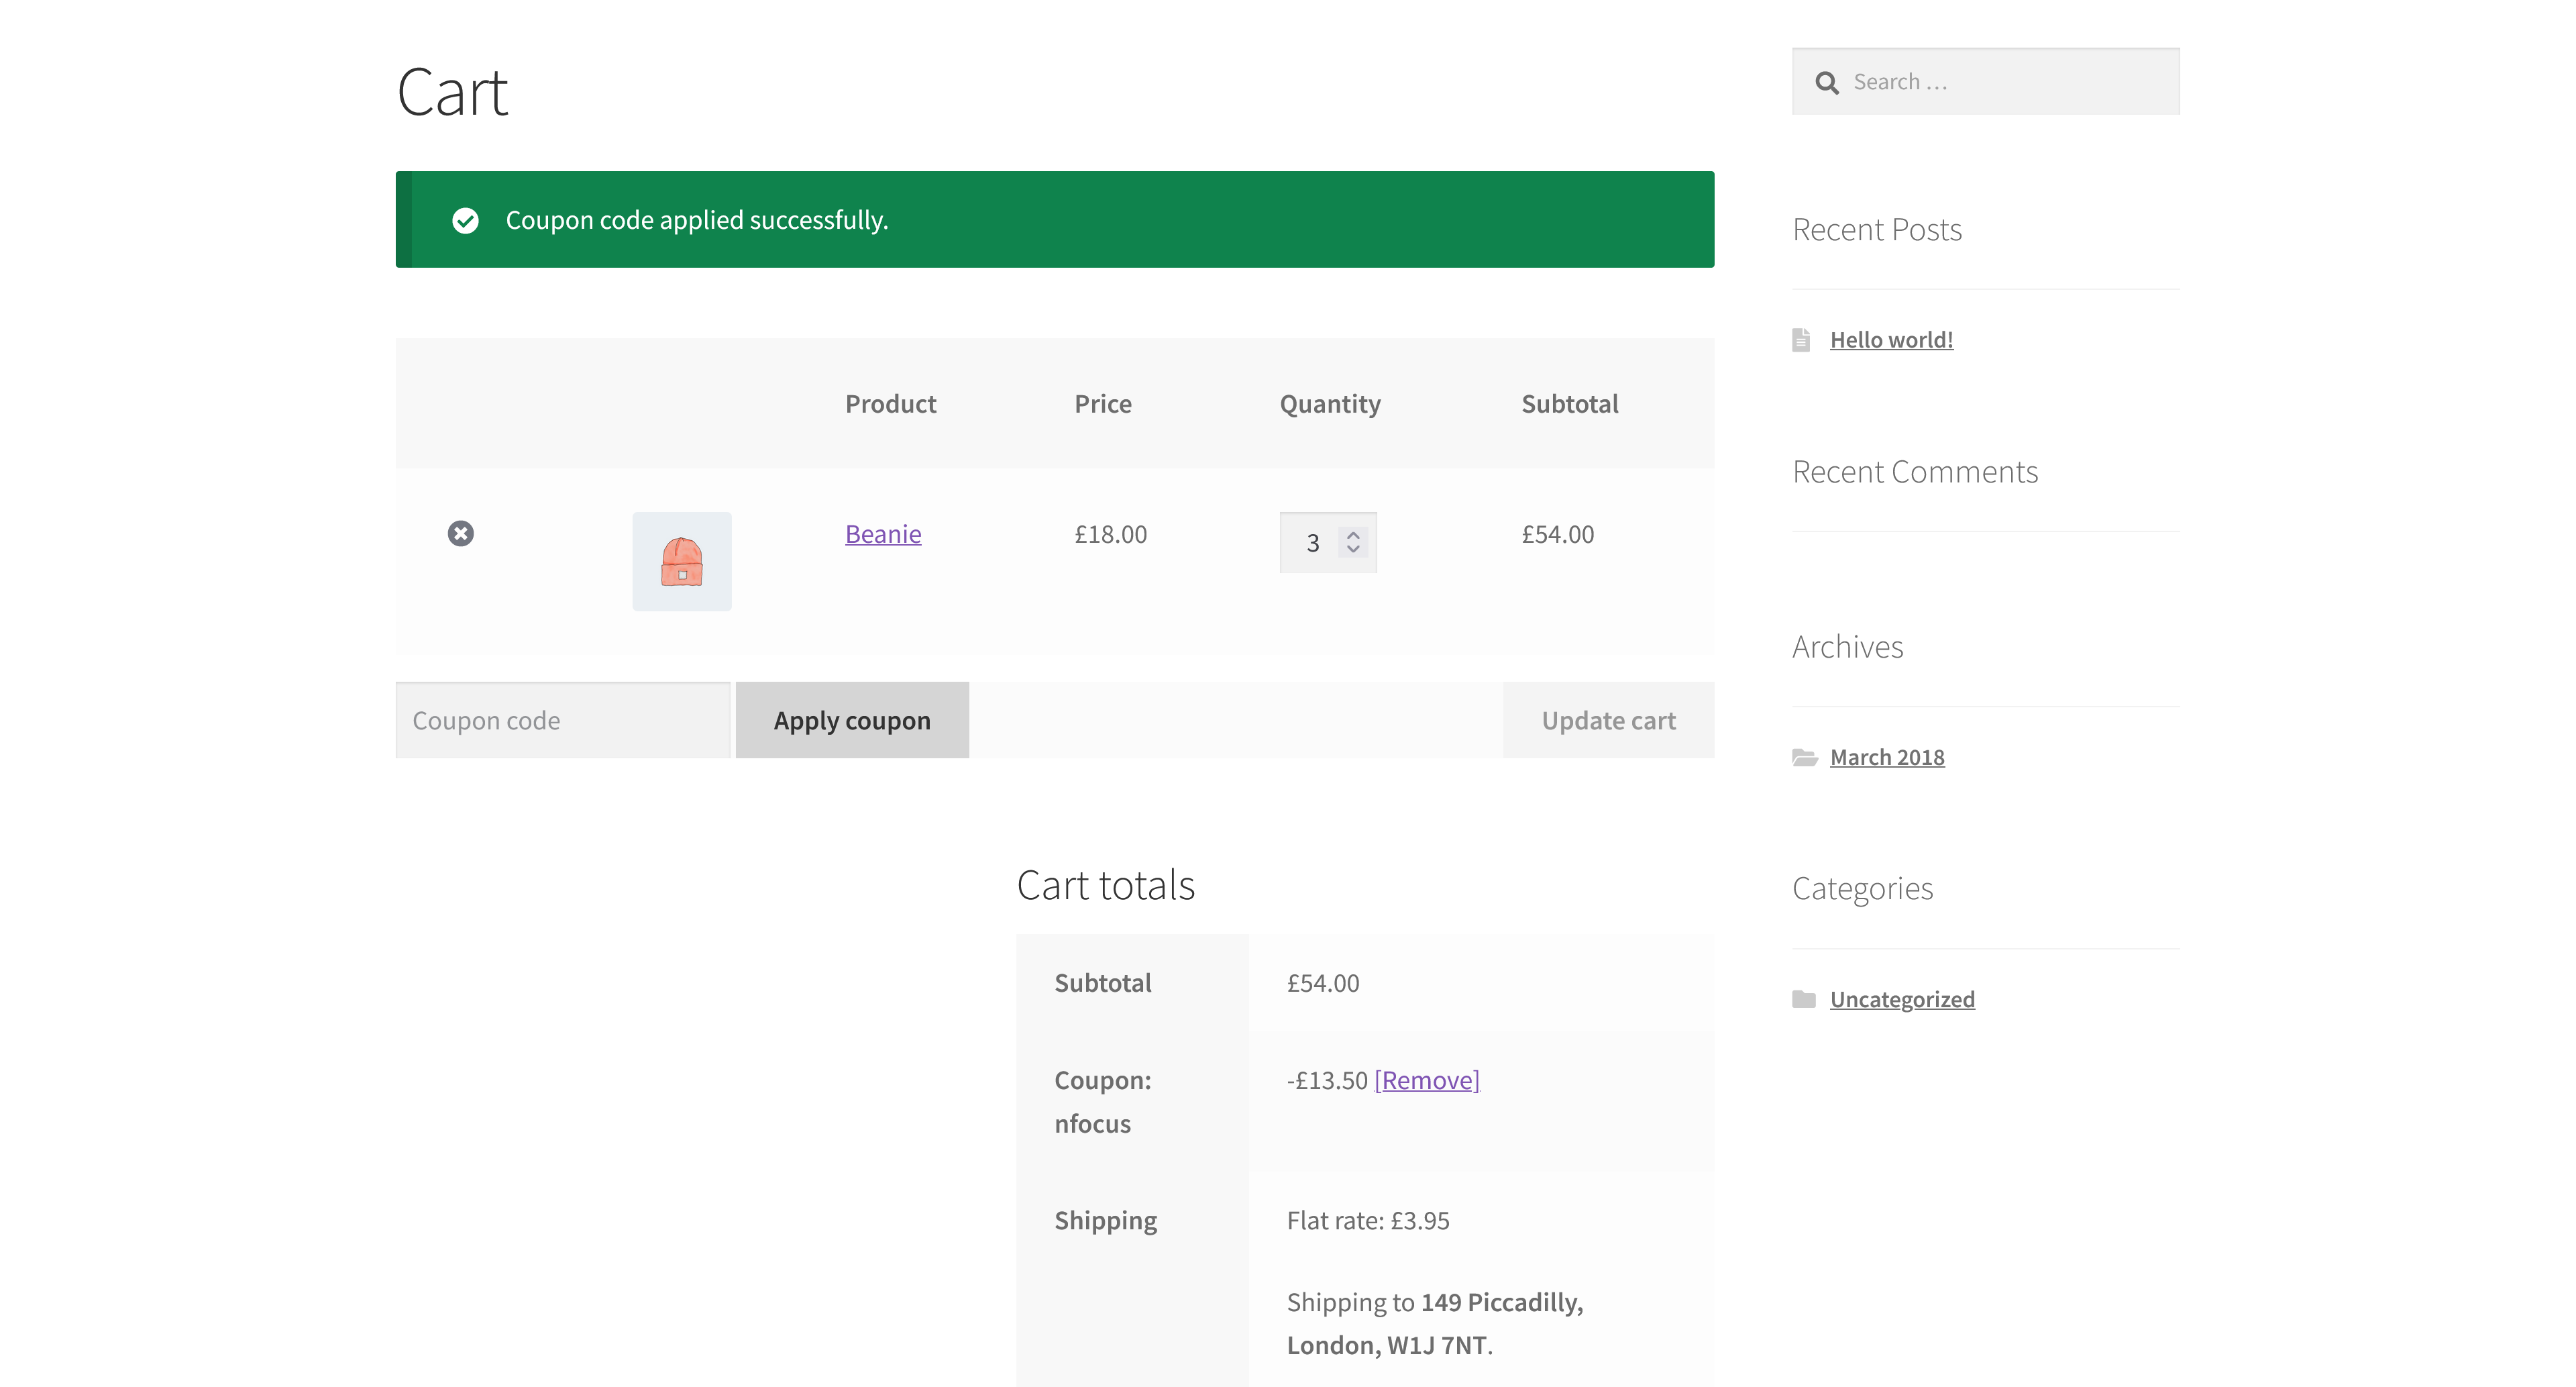 Cart
Search …
Coupon code applied successfully.
Recent Posts
Hello world!
Product Price Quantity Subtotal
Recent Comments
Beanie £18.00 3 £54.00
Archives
Coupon code Apply coupon Update cart
March 2018
Cart totals
Categories
Subtotal £54.00
Uncategorized
Coupon: -£13.50 [Remove]
nfocus
Shipping Flat rate: £3.95
Shipping to 149 Piccadilly,
London, W1J 7NT.